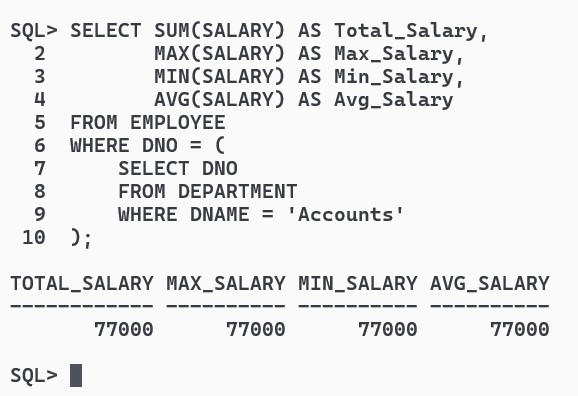 SQL> SELECT SUM(SALARY) AS Total_Salary,
  2         MAX(SALARY) AS Max_Salary,
  3         MIN(SALARY) AS Min_Salary,
  4         AVG(SALARY) AS Avg_Salary
  5  FROM EMPLOYEE
  6  WHERE DNO = (
  7      SELECT DNO
  8      FROM DEPARTMENT
  9      WHERE DNAME = 'Accounts'
 10  );
TOTAL_SALARY MAX_SALARY MIN_SALARY AVG_SALARY
------------ ---------- ---------- ----------
       77000      77000      77000      77000
SQL>